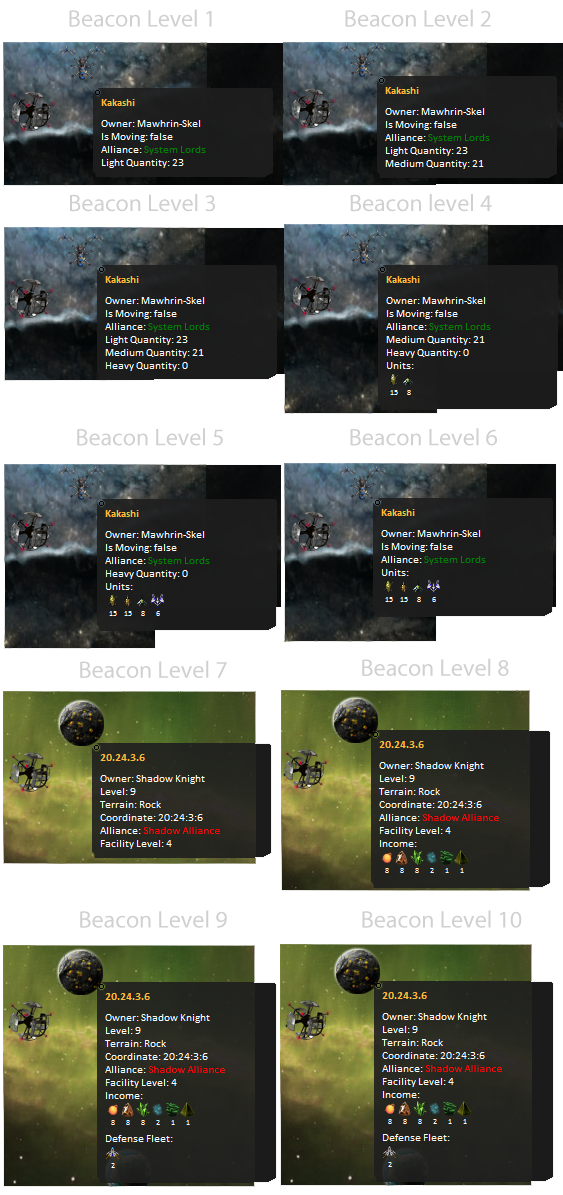 Beacon Level 1
Kakashi
Owner: Mawhrin-Skel
Is Moving: false
Alliance: System Lords
Light Quantity: 23
Beacon Level 2
Kakashi
Owner: Mawhrin-Skel
Is Moving: false
Alliance: System Lords
Light Quantity: 23
Medium Quantity: 21
Beacon Level 3
Kakashi
Owner: Mawhrin-Skel
Is Moving: false
Alliance: System Lords
Light Quantity: 23
Medium Quantity: 21
Heavy Quantity: 0
Beacon level 4
Kakashi
Owner: Mawhrin-Skel
Is Moving: false
Alliance: System Lords
Medium Quantity: 21
Heavy Quantity: 0
Units:
15 8
Beacon Level 5
Kakashi
Owner: Mawhrin-Skel
Is Moving: false
Alliance: System Lords
Heavy Quantity: 0
Units:
15 15 8 6
Beacon Level 6
Kakashi
Owner: Mawhrin-Skel
Is Moving: false
Alliance: System Lords
Units:
15 15 8 6
Beacon Level 7
20.24.3.6
Owner: Shadow Knight
Level: 9
Terrain: Rock
Coordinate: 20:24:3:6
Alliance: Shadow Alliance
Facility Level: 4
Beacon Level 8
20.24.3.6
Owner: Shadow Knight
Level: 9
Terrain: Rock
Coordinate: 20:24:3:6
Alliance: Shadow Alliance
Facility Level: 4
Income:
8 8 8 2 1 1
Beacon Level 9
20.24.3.6
Owner: Shadow Knight
Level: 9
Terrain: Rock
Coordinate: 20:24:3:6
Alliance: Shadow Alliance
Facility Level: 4
Income:
8 8 8 2 1 1
Defense Fleet:
2
Beacon Level 10
20.24.3.6
Owner: Shadow Knight
Level: 9
Terrain: Rock
Coordinate: 20:24:3:6
Alliance: Shadow Alliance
Facility Level: 4
Income:
8 8 8 2 1 1
Defense Fleet:
2